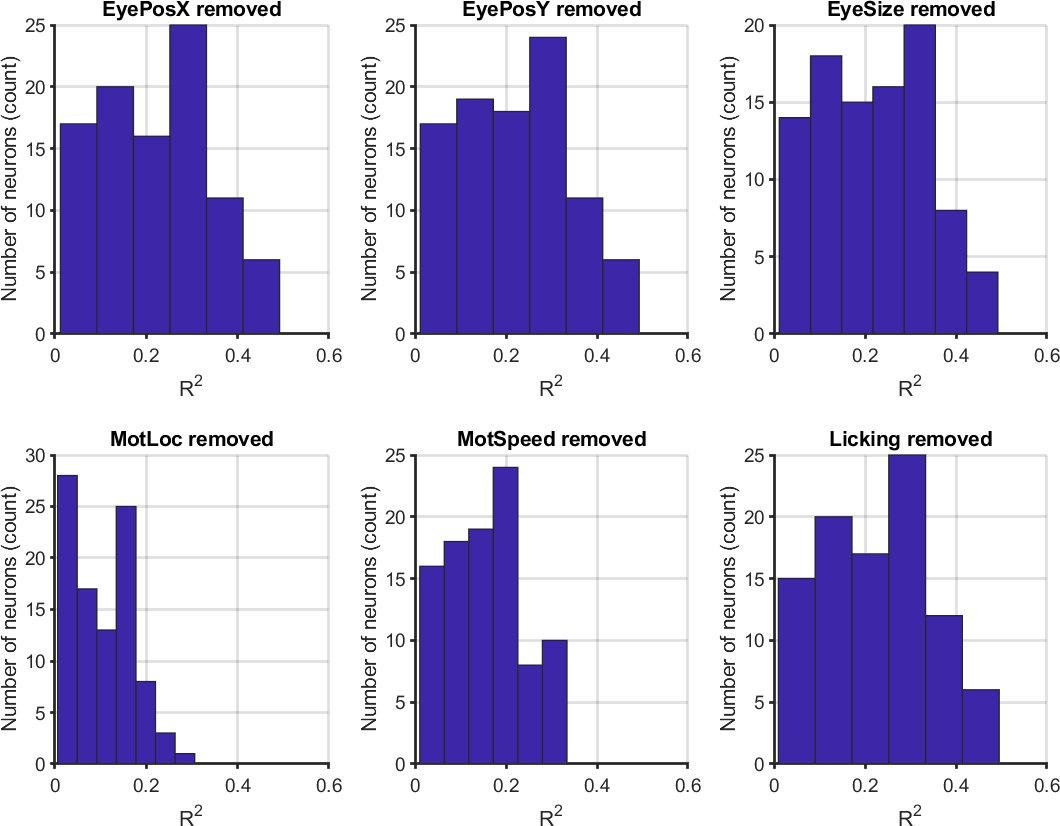 EyePosX removed
Number of neurons (count)
25
20
15
10
5
0
0 0.2 0.4 0.6
R²
EyePosY removed
Number of neurons (count)
25
20
15
10
5
0
0 0.2 0.4 0.6
R²
EyeSize removed
Number of neurons (count)
20
15
10
5
0
0 0.2 0.4 0.6
R²
MotLoc removed
Number of neurons (count)
30
25
20
15
10
5
0
0 0.2 0.4 0.6
R²
MotSpeed removed
Number of neurons (count)
25
20
15
10
5
0
0 0.2 0.4 0.6
R²
Licking removed
Number of neurons (count)
25
20
15
10
5
0
0 0.2 0.4 0.6
R²